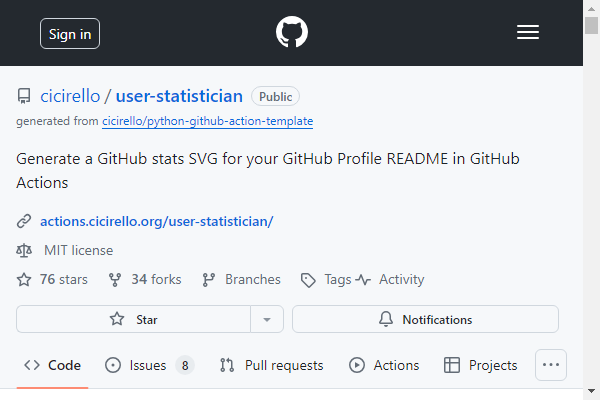 Sign in
cicirello / user-statistician Public
generated from cicirello/python-github-action-template
Generate a GitHub stats SVG for your GitHub Profile README in GitHub
Actions
actions.cicirello.org/user-statistician/
MIT license
76 stars 34 forks Branches Tags Activity
Star Notifications
Code Issues 8 Pull requests Actions Projects